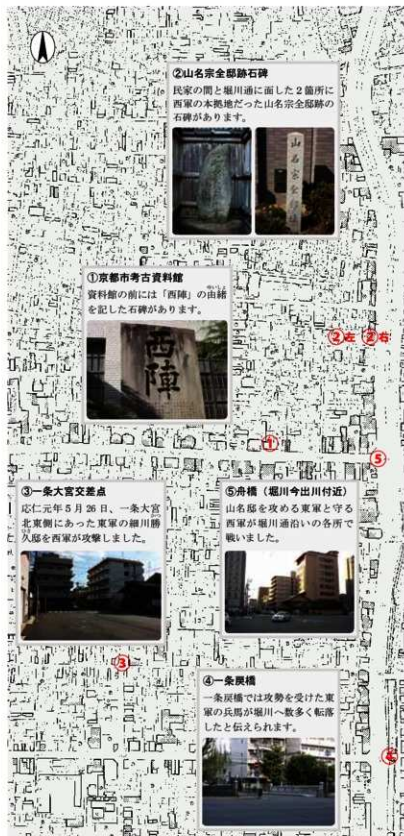 ②山名宗全邸跡石碑
民家の間と堀川通に面した2箇所に
西軍の本拠地だった山名宗全邸跡の
石碑があります。
山名宗全邸跡
①京都市考古資料館
資料館の前には「西陣」の由緒
ゆいしょ
を記した石碑があります。
西陣
②左 ②右
①
⑤
③一条大宮交差点
応仁元年5月26日、一条大宮
北東側にあった東軍の細川勝
久邸を西軍が攻撃しました。
⑤舟橋（堀川今出川付近）
山名邸を攻める東軍と守る
西軍が堀川通沿いの各所で
戦いました。
③
④一条戻橋
一条戻橋では攻勢を受けた東
軍の兵馬が堀川へ数多く転落
したと伝えられます。
④